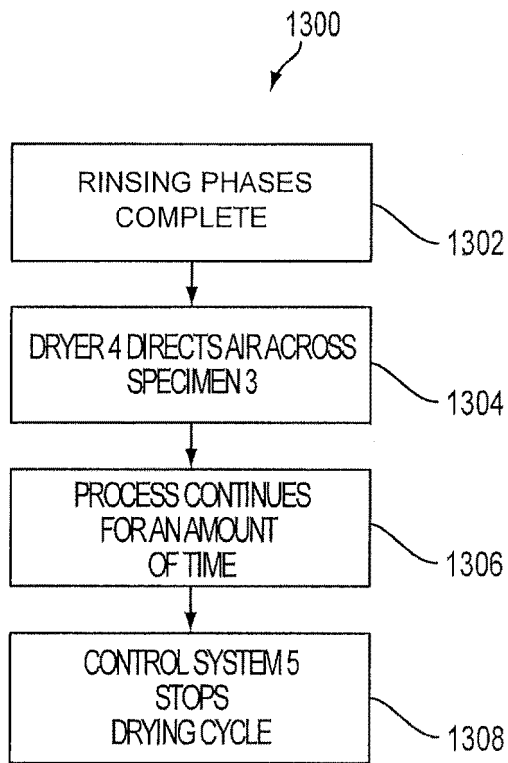 1300
RINSING PHASES
COMPLETE
1302
DRYER 4 DIRECTS AIR ACROSS
SPECIMEN 3
1304
PROCESS CONTINUES
FOR AN AMOUNT
OF TIME
1306
CONTROL SYSTEM 5
STOPS
DRYING CYCLE
1308